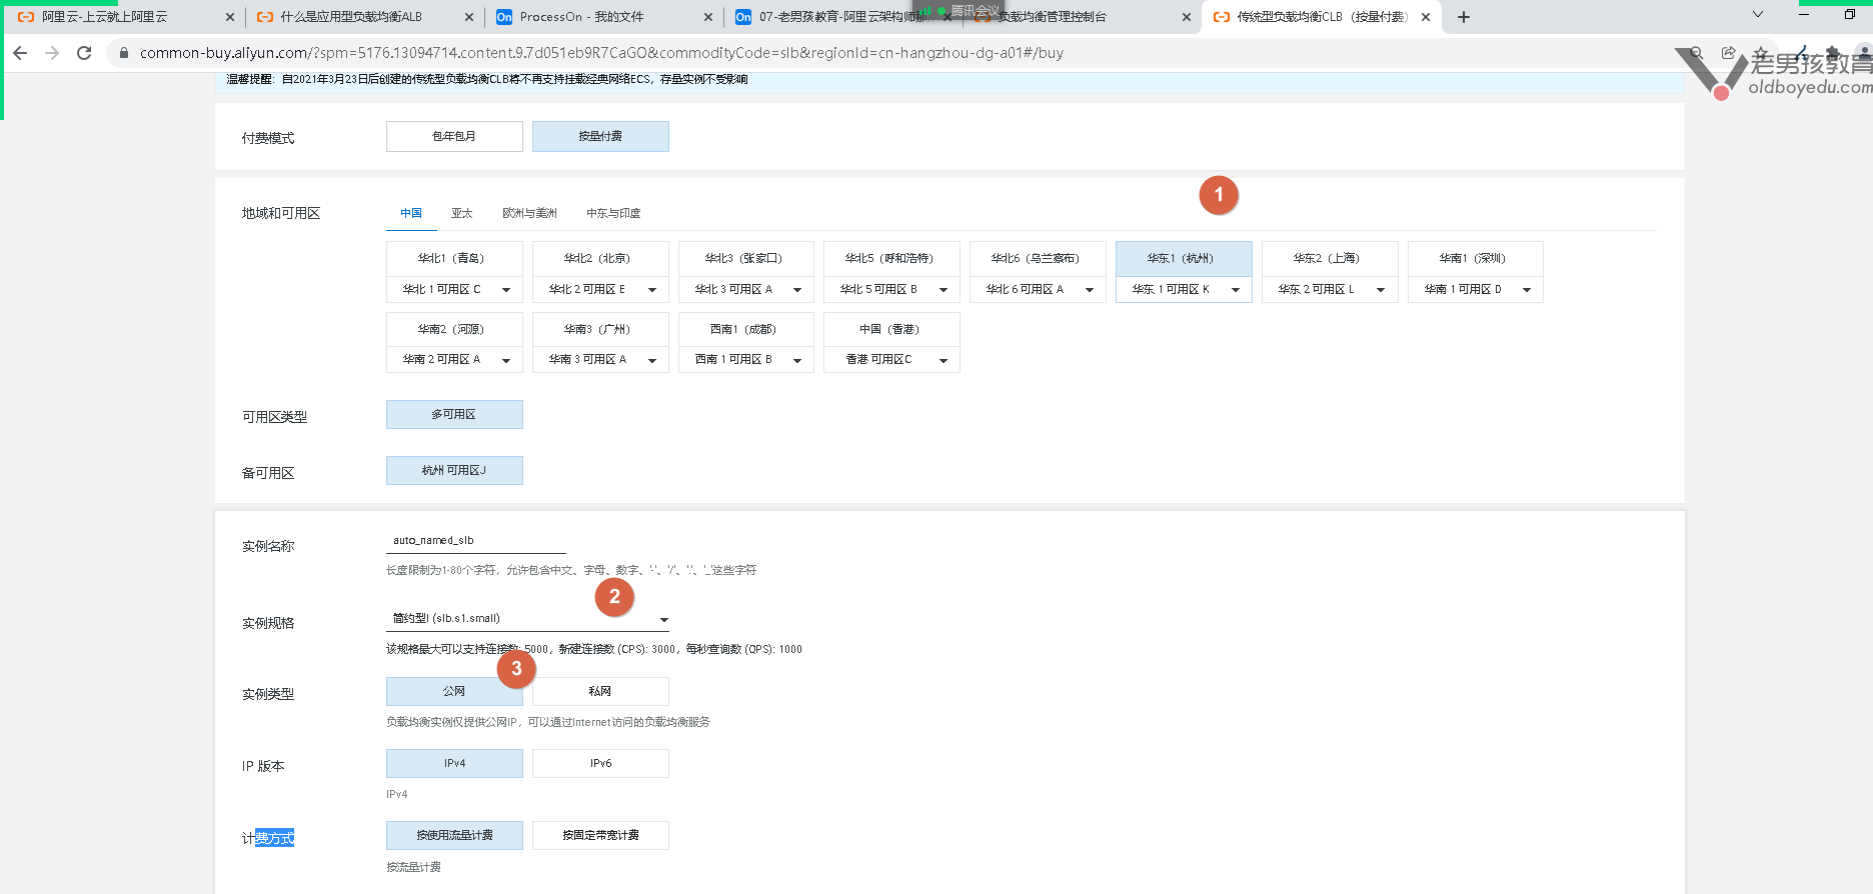 阿里云-上云就上阿里云
什么是应用型负载均衡ALB
ProcessOn - 我的文件
07-老男孩教育-阿里云架构师
腾讯会议
负载均衡管理控制台
传统型负载均衡CLB（按量付费）
common-buy.aliyun.com/?spm=5176.13094714.content.9.7d051eb9R7CaGO&commodityCode=slb&regionId=cn-hangzhou-dg-a01#/buy
老男孩教育
oldboyedu.com
温馨提醒：自2021年3月23日后创建的传统型负载均衡CLB将不再支持挂载经典网络ECS，存量实例不受影响
付费模式 包年包月 按量付费
1
地域和可用区 中国 亚太 欧洲与美洲 中东与印度
华北1（青岛） 华北2（北京） 华北3（张家口） 华北5（呼和浩特） 华北6（乌兰察布） 华东1（杭州） 华东2（上海） 华南1（深圳）
华北 1 可用区 C 华北 2 可用区 E 华北 3 可用区 A 华北 5 可用区 B 华北 6 可用区 A 华东 1 可用区 K 华东 2 可用区 L 华南 1 可用区 D
华南2（河源） 华南3（广州） 西南1（成都） 中国（香港）
华南 2 可用区 A 华南 3 可用区 A 西南 1 可用区 B 香港 可用区C
可用区类型 多可用区
备可用区 杭州 可用区J
实例名称 auto_named_slb
长度限制为1-80个字符，允许包含中文、字母、数字、'-'、'/'、'.'、'_'这些字符
2
实例规格 简约型I (slb.s1.small)
该规格最大可以支持连接数: 5000，新建连接数 (CPS): 3000，每秒查询数 (QPS): 1000
3
实例类型 公网 私网
负载均衡实例仅提供公网IP，可以通过Internet访问的负载均衡服务
IP 版本 IPv4 IPv6
IPv4
计费方式 按使用流量计费 按固定带宽计费
按流量计费